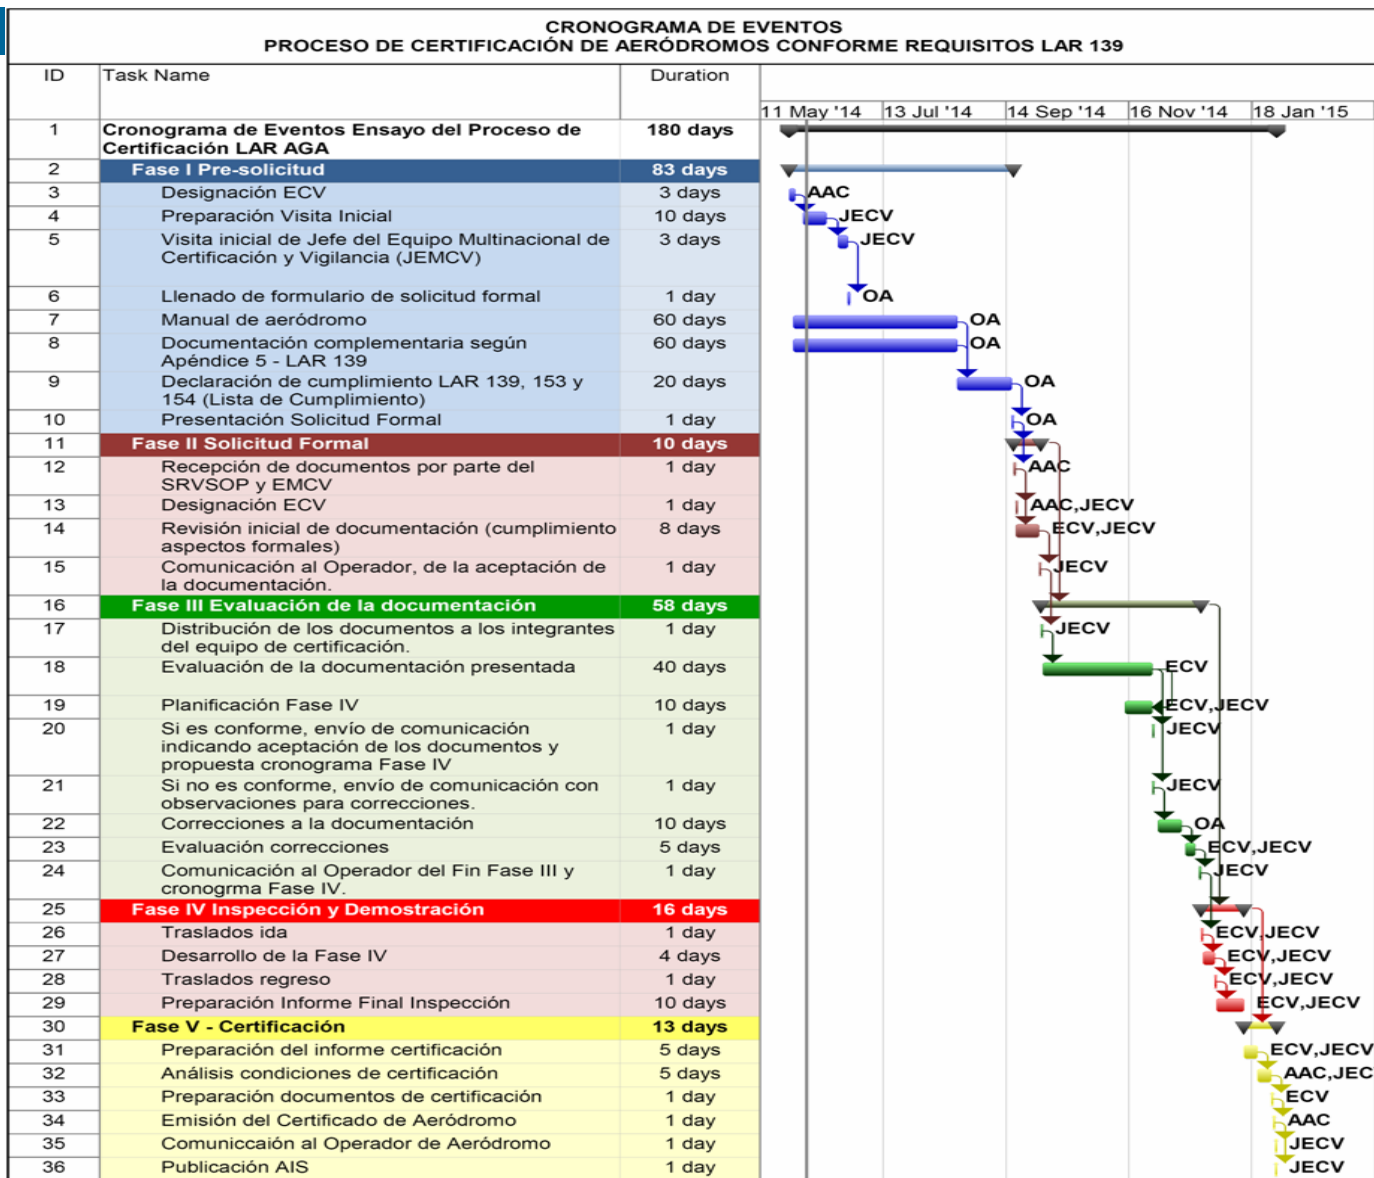 CRONOGRAMA DE EVENTOS
PROCESO DE CERTIFICACIÓN DE AERÓDROMOS CONFORME REQUISITOS LAR 139
ID Task Name Duration
11 May '14 13 Jul '14 14 Sep '14 16 Nov '14 18 Jan '15
1 Cronograma de Eventos Ensayo del Proceso de 180 days
Certificación LAR AGA
2 Fase I Pre-solicitud 83 days
3 Designación ECV 3 days AAC
4 Preparación Visita Inicial 10 days JECV
5 Visita inicial de Jefe del Equipo Multinacional de 3 days JECV
Certificación y Vigilancia (JEMCV)
6 Llenado de formulario de solicitud formal 1 day OA
7 Manual de aeródromo 60 days OA
8 Documentación complementaria según 60 days OA
Apéndice 5 - LAR 139
9 Declaración de cumplimiento LAR 139, 153 y 20 days OA
154 (Lista de Cumplimiento)
10 Presentación Solicitud Formal 1 day OA
11 Fase II Solicitud Formal 10 days
12 Recepción de documentos por parte del 1 day AAC
SRVSOP y EMCV
13 Designación ECV 1 day AAC,JECV
14 Revisión inicial de documentación (cumplimiento 8 days ECV,JECV
aspectos formales)
15 Comunicación al Operador, de la aceptación de 1 day JECV
la documentación.
16 Fase III Evaluación de la documentación 58 days
17 Distribución de los documentos a los integrantes 1 day JECV
del equipo de certificación.
18 Evaluación de la documentación presentada 40 days ECV
19 Planificación Fase IV 10 days ECV,JECV
20 Si es conforme, envío de comunicación 1 day JECV
indicando aceptación de los documentos y
propuesta cronograma Fase IV
21 Si no es conforme, envío de comunicación con 1 day JECV
observaciones para correcciones.
22 Correcciones a la documentación 10 days OA
23 Evaluación correcciones 5 days ECV,JECV
24 Comunicación al Operador del Fin Fase III y 1 day JECV
cronogrma Fase IV.
25 Fase IV Inspección y Demostración 16 days
26 Traslados ida 1 day ECV,JECV
27 Desarrollo de la Fase IV 4 days ECV,JECV
28 Traslados regreso 1 day ECV,JECV
29 Preparación Informe Final Inspección 10 days ECV,JECV
30 Fase V - Certificación 13 days
31 Preparación del informe certificación 5 days ECV,JECV
32 Análisis condiciones de certificación 5 days AAC,JEC
33 Preparación documentos de certificación 1 day ECV
34 Emisión del Certificado de Aeródromo 1 day AAC
35 Comuniccaión al Operador de Aeródromo 1 day JECV
36 Publicación AIS 1 day JECV